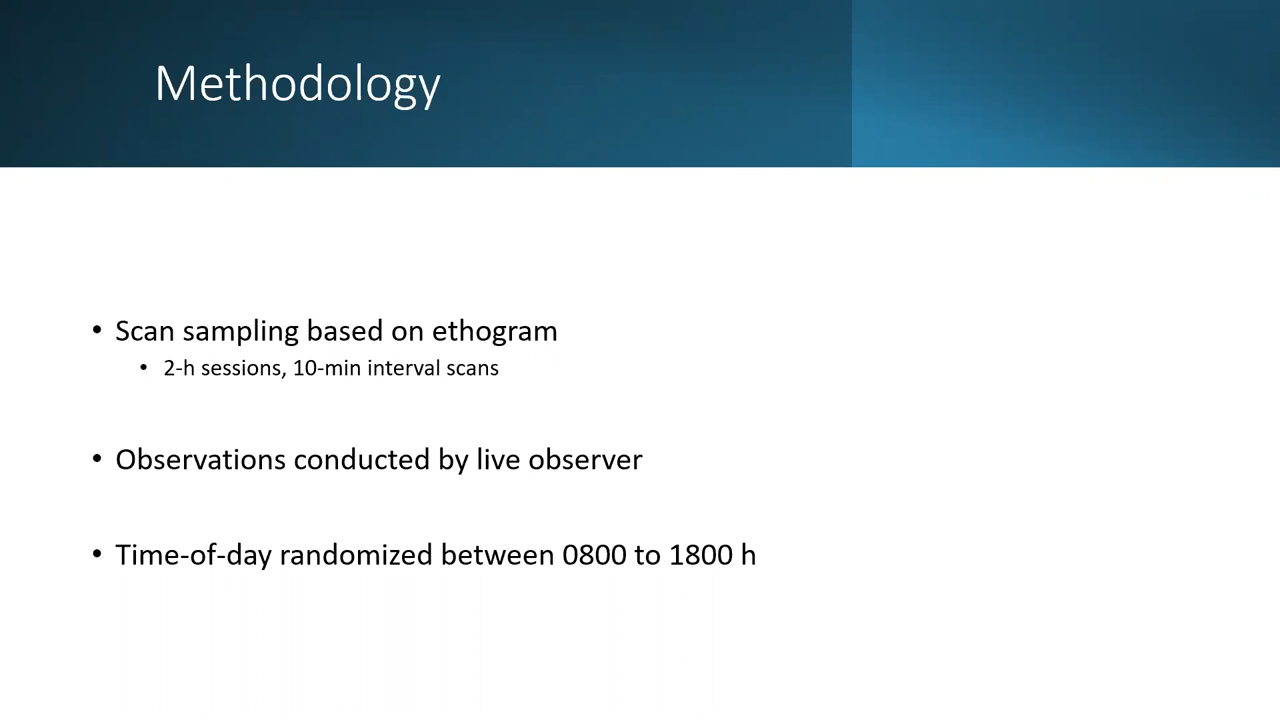 Methodology
• Scan sampling based on ethogram
• 2-h sessions, 10-min interval scans
• Observations conducted by live observer
• Time-of-day randomized between 0800 to 1800 h